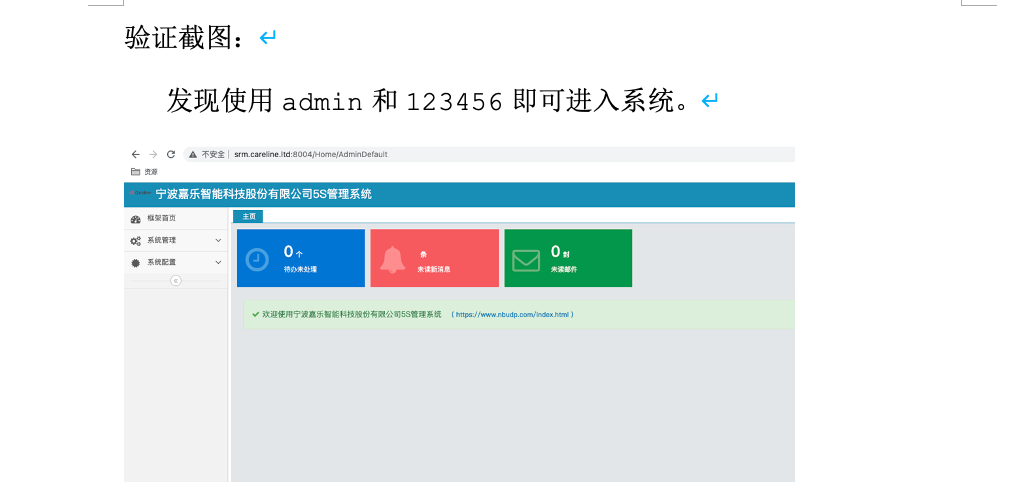 验证截图：
发现使用 admin 和 123456 即可进入系统。
不安全 | srm.careline.ltd:8004/Home/AdminDefault
资源
宁波嘉乐智能科技股份有限公司5S管理系统
框架首页
主页
系统管理
系统配置
0 个
待办未处理
条
未读新消息
0 封
未读邮件
欢迎使用宁波嘉乐智能科技股份有限公司5S管理系统 （ https://www.nbudp.com/index.html ）